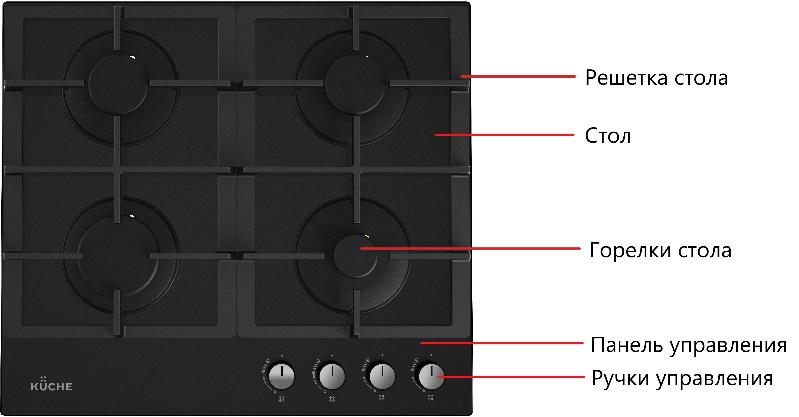 Решетка стола
Стол
Горелки стола
Панель управления
Ручки управления
KÜCHE